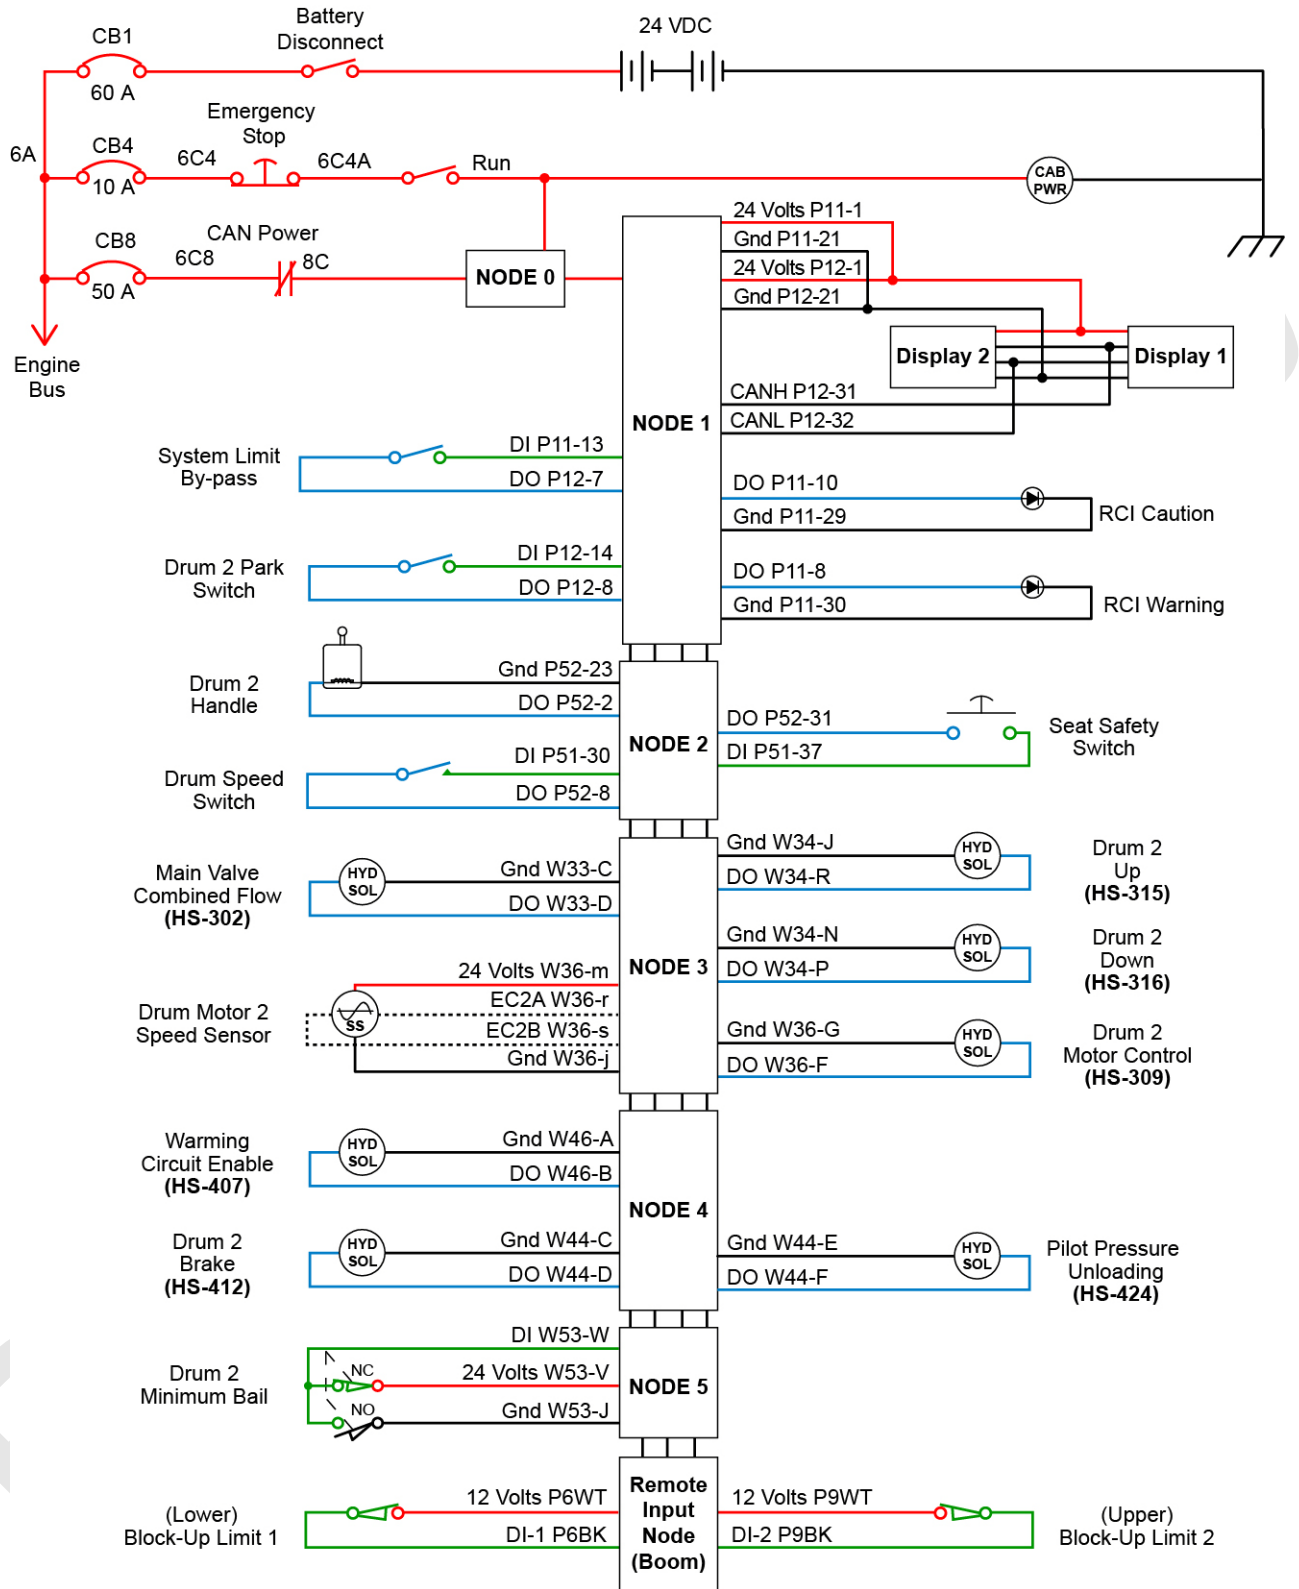 Battery
Disconnect
24 VDC
CB1
60 A
Emergency
Stop
6A
CB4
10 A
6C4
6C4A
Run
CAB
PWR
CB8
50 A
CAN Power
6C8
8C
NODE 0
Engine
Bus
24 Volts P11-1
Gnd P11-21
24 Volts P12-1
Gnd P12-21
Display 2
Display 1
CANH P12-31
CANL P12-32
NODE 1
System Limit
By-pass
DI P11-13
DO P12-7
DO P11-10
Gnd P11-29
RCI Caution
Drum 2 Park
Switch
DI P12-14
DO P12-8
DO P11-8
Gnd P11-30
RCI Warning
Drum 2
Handle
Gnd P52-23
DO P52-2
NODE 2
DO P52-31
DI P51-37
Seat Safety
Switch
Drum Speed
Switch
DI P51-30
DO P52-8
Main Valve
Combined Flow
(HS-302)
HYD
SOL
Gnd W33-C
DO W33-D
Gnd W34-J
DO W34-R
HYD
SOL
Drum 2
Up
(HS-315)
NODE 3
Gnd W34-N
DO W34-P
HYD
SOL
Drum 2
Down
(HS-316)
Drum Motor 2
Speed Sensor
SS
24 Volts W36-m
EC2A W36-r
EC2B W36-s
Gnd W36-j
Gnd W36-G
DO W36-F
HYD
SOL
Drum 2
Motor Control
(HS-309)
Warming
Circuit Enable
(HS-407)
HYD
SOL
Gnd W46-A
DO W46-B
NODE 4
Drum 2
Brake
(HS-412)
HYD
SOL
Gnd W44-C
DO W44-D
Gnd W44-E
DO W44-F
HYD
SOL
Pilot Pressure
Unloading
(HS-424)
Drum 2
Minimum Bail
DI W53-W
NC
24 Volts W53-V
NO
Gnd W53-J
NODE 5
(Lower)
Block-Up Limit 1
12 Volts P6WT
DI-1 P6BK
Remote
Input
Node
(Boom)
12 Volts P9WT
DI-2 P9BK
(Upper)
Block-Up Limit 2